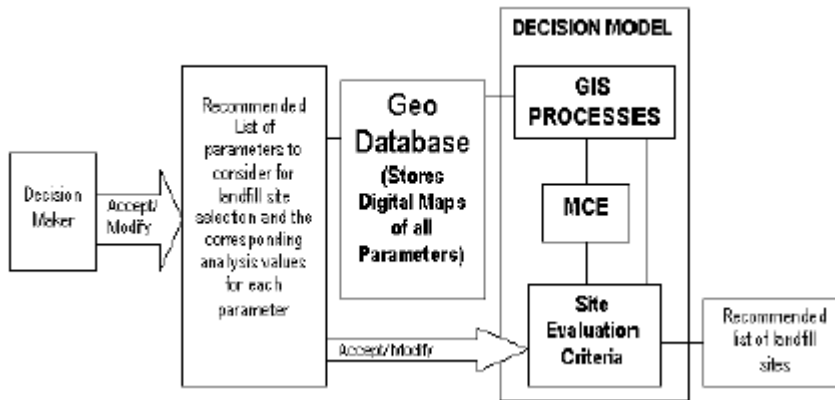 Decision
Maker
Accept/
Modify
Recommended
List of
parameters to
consider for
landfill site
selection and the
corresponding
analysis values
for each
parameter
Geo
Database
(Stores
Digital Maps
of all
Parameters)
Accept/Modify
DECISION MODEL
GIS
PROCESSES
MCE
Site
Evaluation
Criteria
Recommended
list of landfill
sites